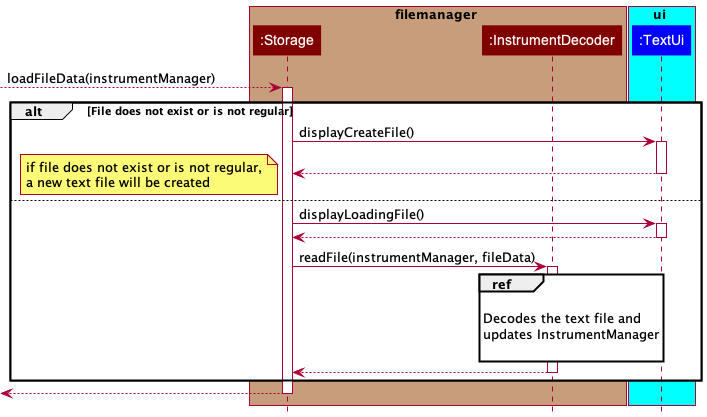 filemanager
ui
:Storage
:InstrumentDecoder
:TextUi
loadFileData(instrumentManager)
alt
[File does not exist or is not regular]
displayCreateFile()
if file does not exist or is not regular,
a new text file will be created
displayLoadingFile()
readFile(instrumentManager, fileData)
ref
Decodes the text file and
updates InstrumentManager